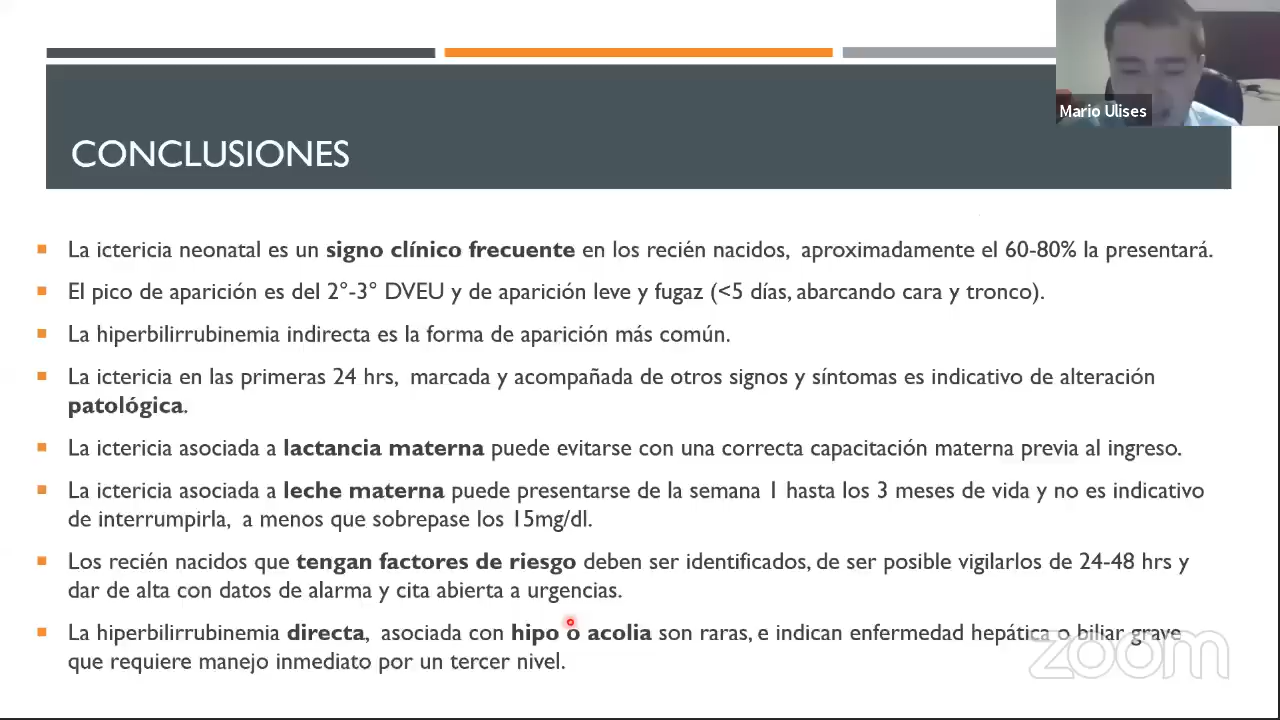 Mario Ulises
CONCLUSIONES
La ictericia neonatal es un signo clínico frecuente en los recién nacidos, aproximadamente el 60-80% la presentará.
El pico de aparición es del 2°-3° DVEU y de aparición leve y fugaz (<5 días, abarcando cara y tronco).
La hiperbilirrubinemia indirecta es la forma de aparición más común.
La ictericia en las primeras 24 hrs, marcada y acompañada de otros signos y síntomas es indicativo de alteración
patológica.
La ictericia asociada a lactancia materna puede evitarse con una correcta capacitación materna previa al ingreso.
La ictericia asociada a leche materna puede presentarse de la semana 1 hasta los 3 meses de vida y no es indicativo
de interrumpirla, a menos que sobrepase los 15mg/dl.
Los recién nacidos que tengan factores de riesgo deben ser identificados, de ser posible vigilarlos de 24-48 hrs y
dar de alta con datos de alarma y cita abierta a urgencias.
La hiperbilirrubinemia directa, asociada con hipo o acolia son raras, e indican enfermedad hepática o biliar grave
que requiere manejo inmediato por un tercer nivel.
zoom